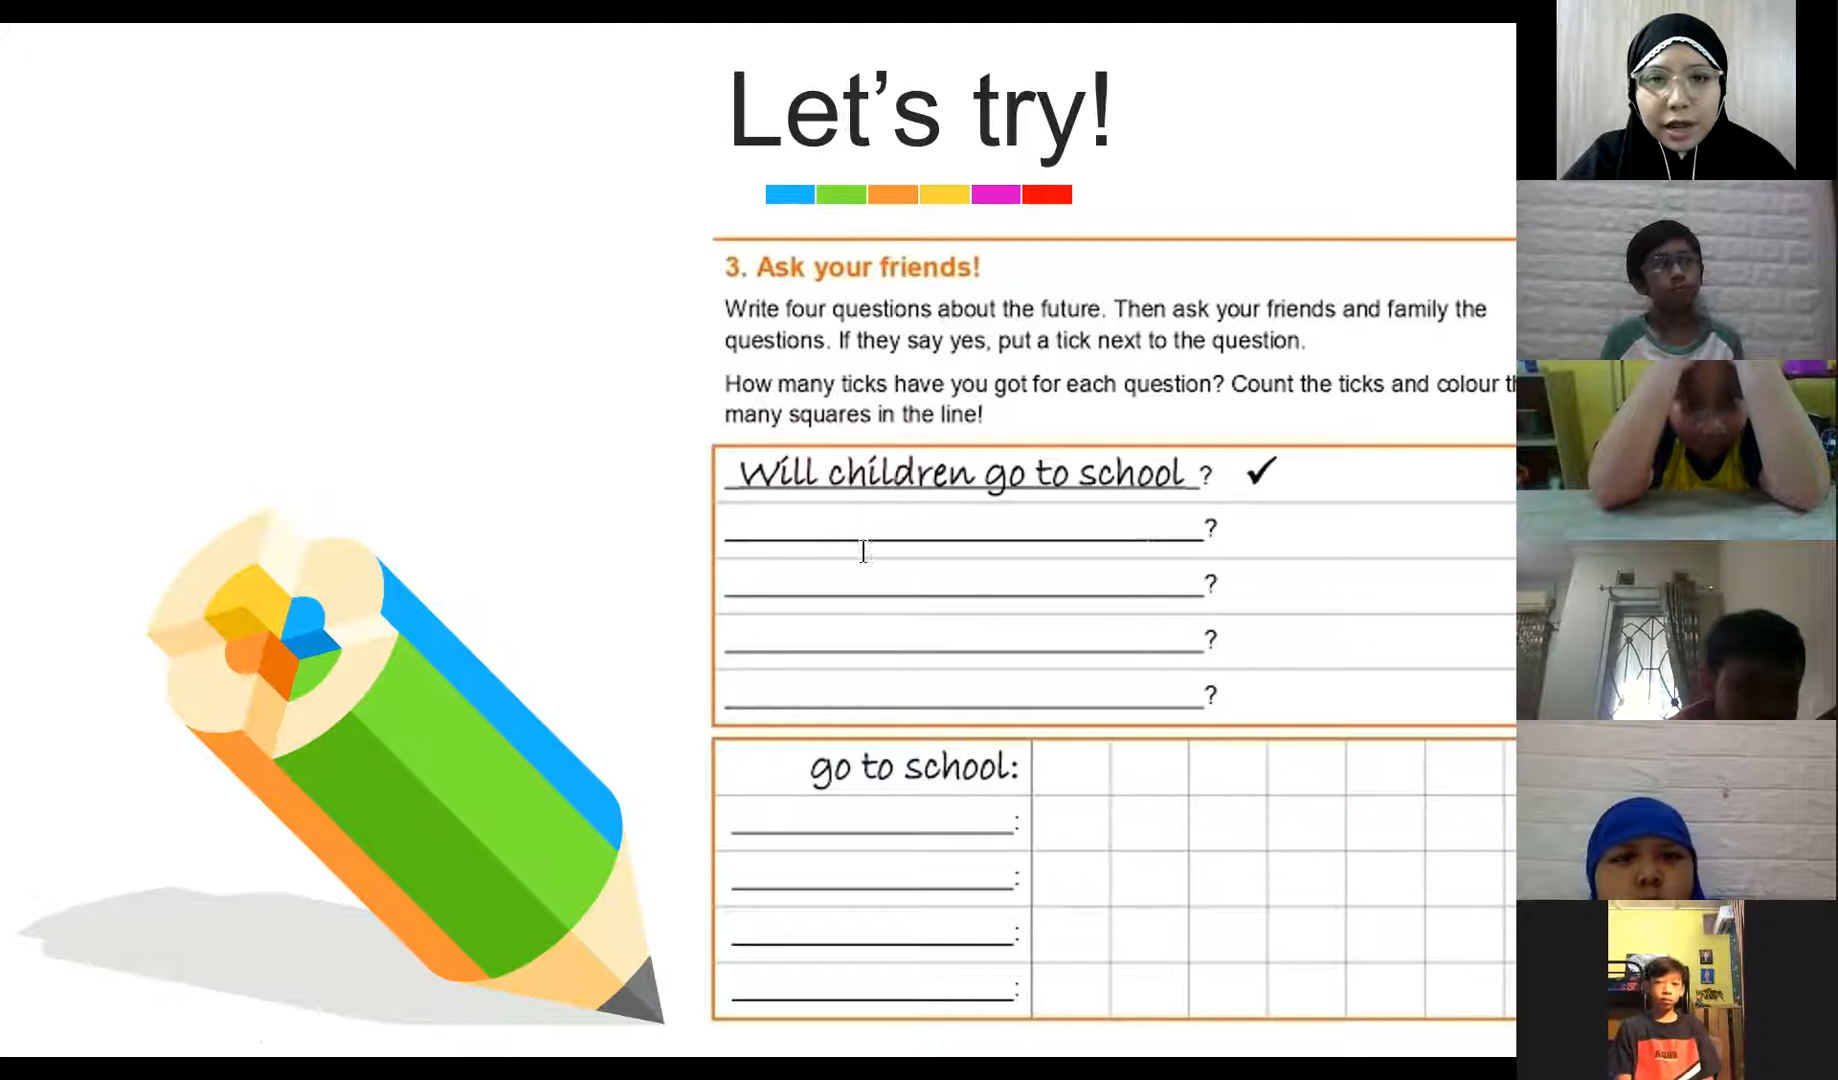 Let's try!
3. Ask your friends!
Write four questions about the future. Then ask your friends and family the
questions. If they say yes, put a tick next to the question.
How many ticks have you got for each question? Count the ticks and colour
many squares in the line!
Will children go to school ? ✓
?
?
?
?
go to school:
:
:
:
: